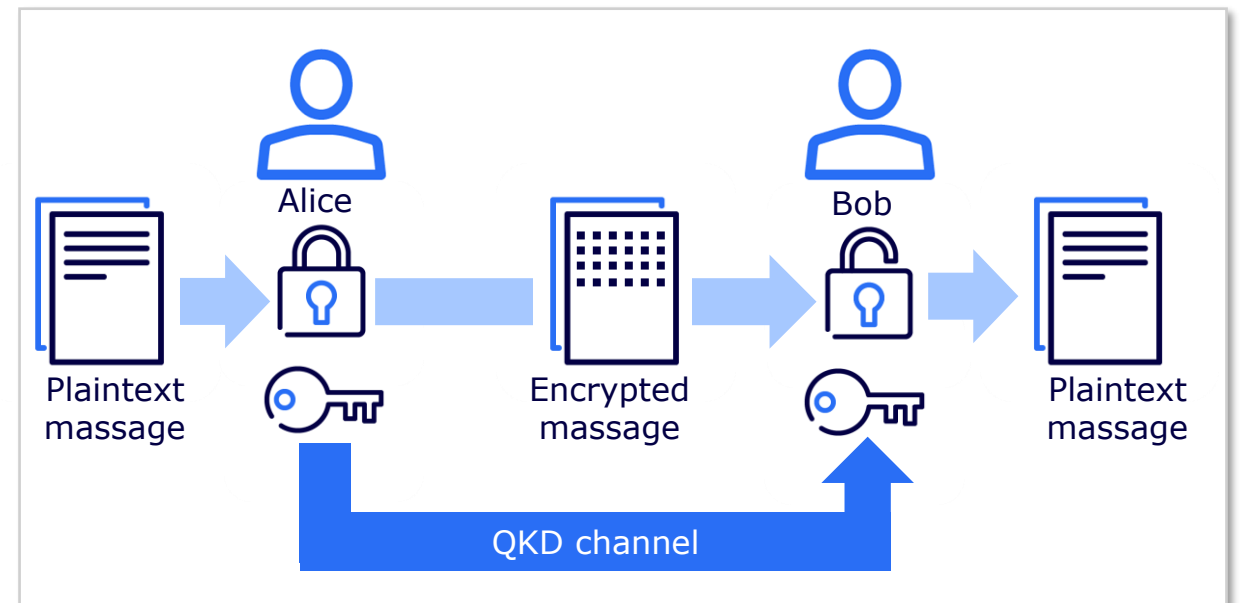 Alice
Bob
Plaintext
massage
Encrypted
massage
Plaintext
massage
QKD channel